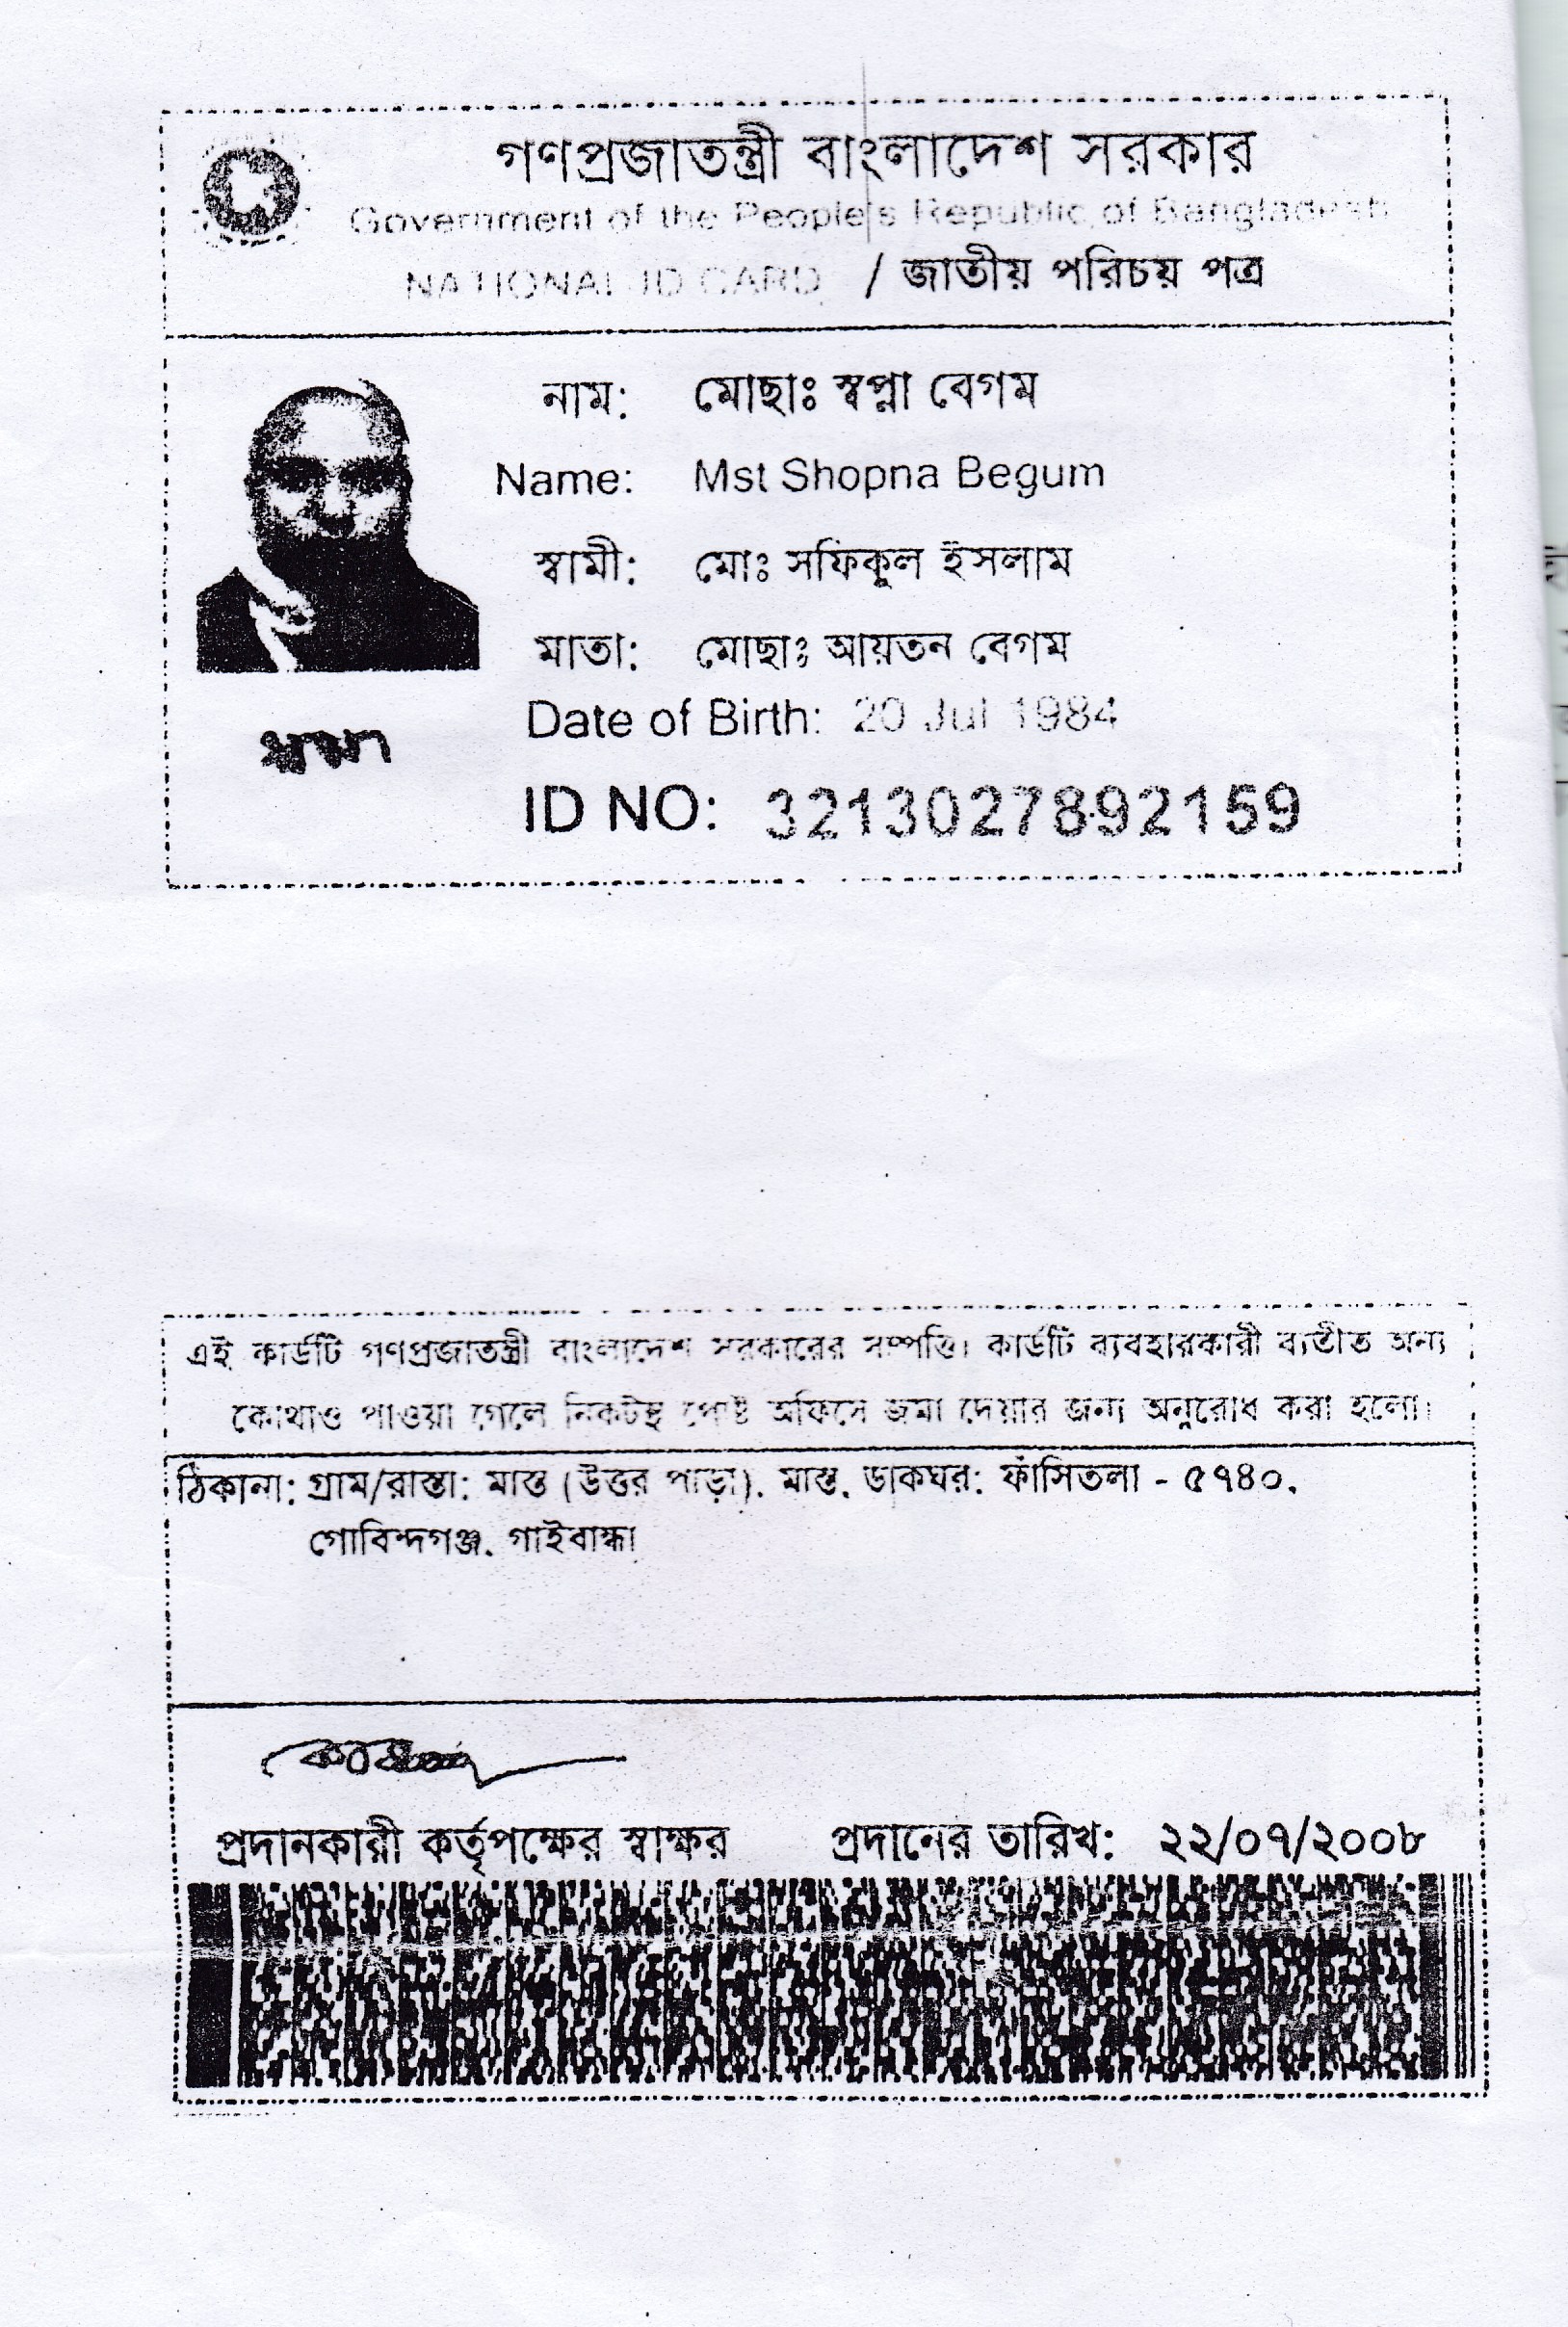 গণপ্রজাতন্ত্রী বাংলাদেশ সরকার
Government of the People's Republic of Bangladesh
NATIONAL ID CARD / জাতীয় পরিচয় পত্র
নাম: মোছাঃ স্বপ্না বেগম
Name: Mst Shopna Begum
স্বামী: মোঃ সফিকুল ইসলাম
মাতা: মোছাঃ আয়তন বেগম
Date of Birth: 20 Jul 1984
ID NO: 3213027892159
এই কার্ডটি গণপ্রজাতন্ত্রী বাংলাদেশ সরকারের সম্পত্তি। কার্ডটি ব্যবহারকারী ব্যতীত অন্য
কোথাও পাওয়া গেলে নিকটস্থ পোষ্ট অফিসে জমা দেয়ার জন্য অনুরোধ করা হলো।
ঠিকানা: গ্রাম/রাস্তা: মাস্ত (উত্তর পাড়া), মাস্ত, ডাকঘর: ফাঁসিতলা - ৫৭৪০,
গোবিন্দগঞ্জ, গাইবান্ধা
প্রদানকারী কর্তৃপক্ষের স্বাক্ষর প্রদানের তারিখ: ২২/০৭/২০০৮